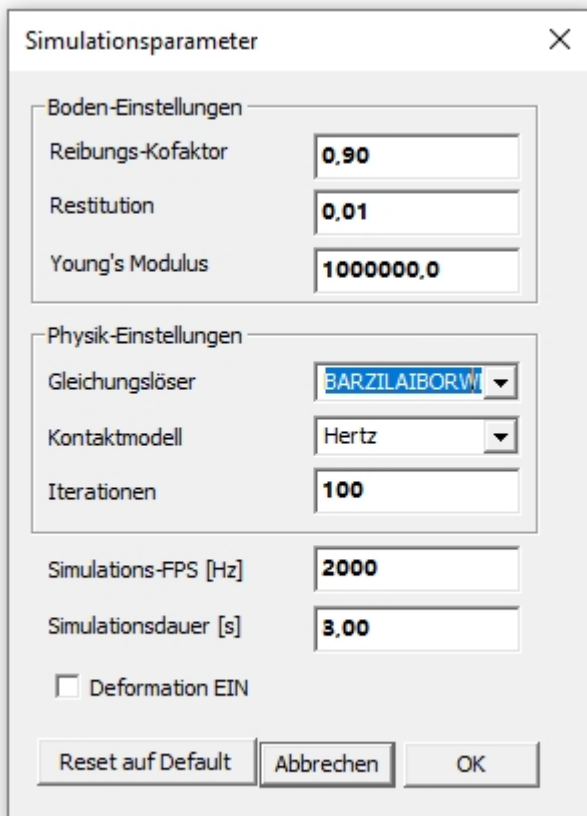 Simulationsparameter
Boden-Einstellungen
Reibungs-Kofaktor 0,90
Restitution 0,01
Young's Modulus 1000000,0
Physik-Einstellungen
Gleichungslöser BARZILAIBORWI
Kontaktmodell Hertz
Iterationen 100
Simulations-FPS [Hz] 2000
Simulationsdauer [s] 3,00
Deformation EIN
Reset auf Default Abbrechen OK